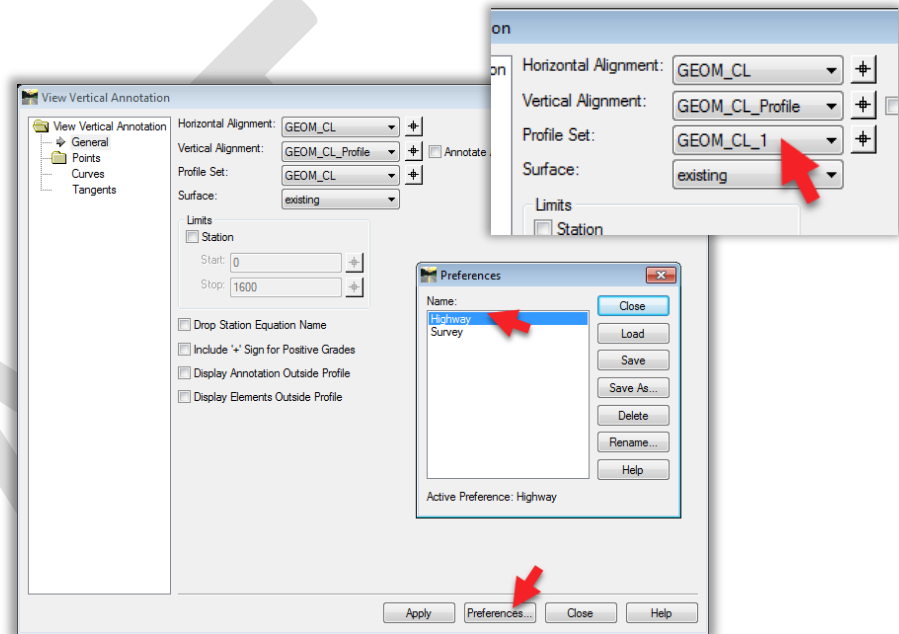 on
on
Horizontal Alignment: GEOM_CL
Vertical Alignment: GEOM_CL_Profile
Profile Set: GEOM_CL_1
Surface: existing
Limits
Station
View Vertical Annotation
View Vertical Annotation
General
Points
Curves
Tangents
Horizontal Alignment: GEOM_CL
Vertical Alignment: GEOM_CL_Profile Annotate
Profile Set: GEOM_CL
Surface: existing
Limits
Station
Start: 0
Stop: 1600
Drop Station Equation Name
Include '+' Sign for Positive Grades
Display Annotation Outside Profile
Display Elements Outside Profile
Preferences
Name:
Highway
Survey
Close
Load
Save
Save As...
Delete
Rename...
Help
Active Preference: Highway
Apply Preferences... Close Help